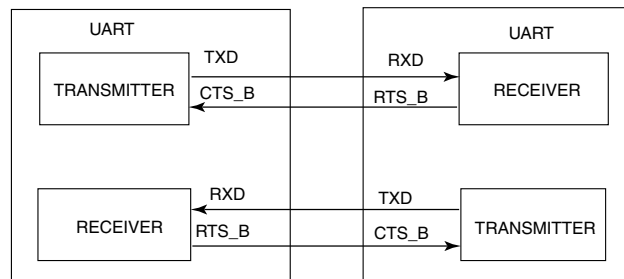 UART
UART
TXD
RXD
TRANSMITTER
CTS_B
RTS_B
RECEIVER
RXD
TXD
RECEIVER
RTS_B
CTS_B
TRANSMITTER